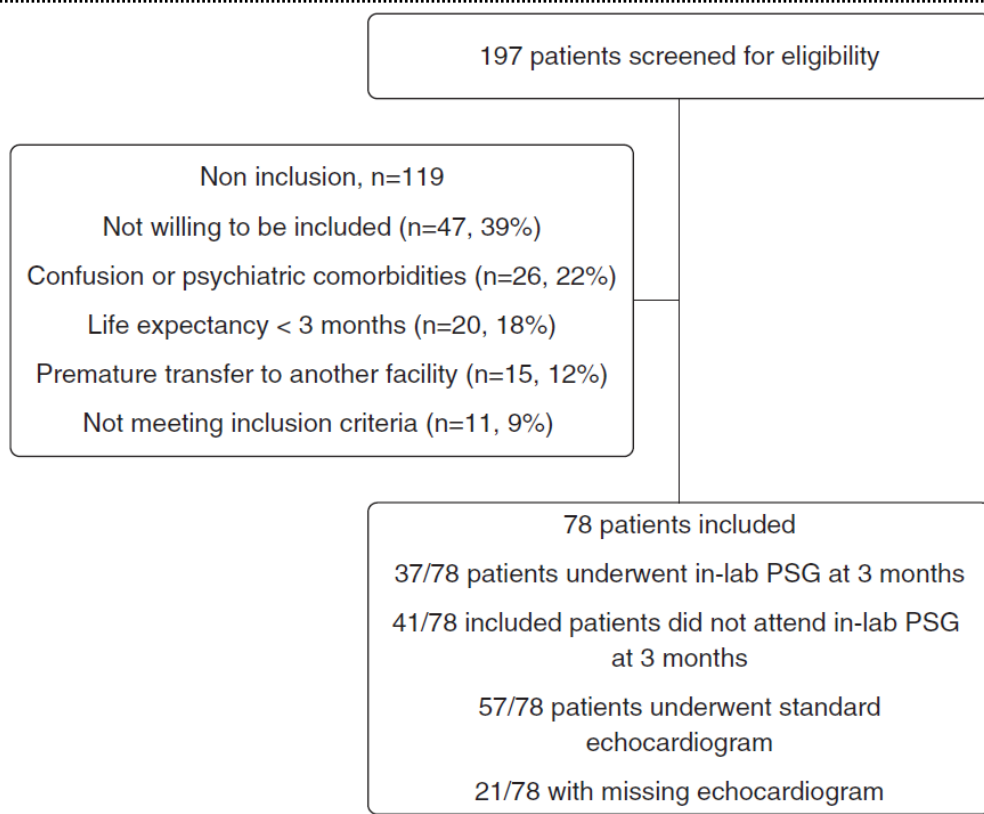 197 patients screened for eligibility
Non inclusion, n=119
Not willing to be included (n=47, 39%)
Confusion or psychiatric comorbidities (n=26, 22%)
Life expectancy < 3 months (n=20, 18%)
Premature transfer to another facility (n=15, 12%)
Not meeting inclusion criteria (n=11, 9%)
78 patients included
37/78 patients underwent in-lab PSG at 3 months
41/78 included patients did not attend in-lab PSG
at 3 months
57/78 patients underwent standard
echocardiogram
21/78 with missing echocardiogram